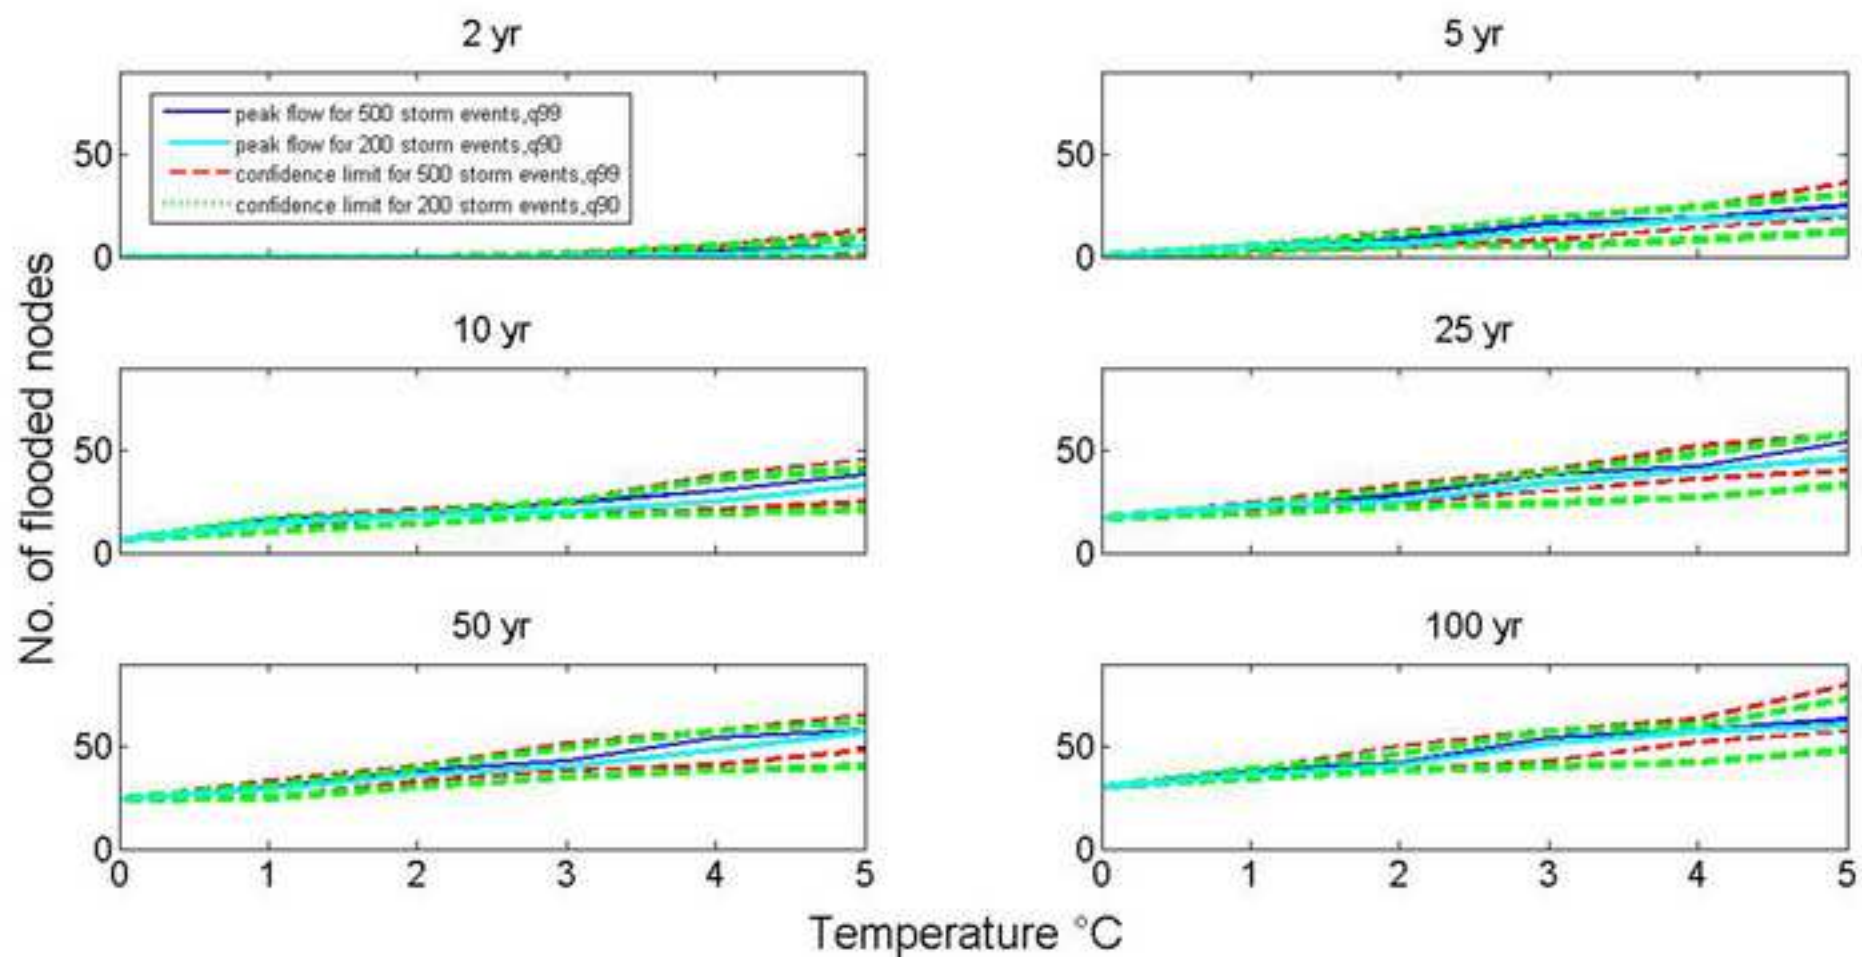 2 yr
50
0
peak flow for 500 storm events,q99
peak flow for 200 storm events,q90
confidence limit for 500 storm events,q99
confidence limit for 200 storm events,q90
5 yr
50
0
10 yr
50
0
25 yr
50
0
50 yr
50
0
0 1 2 3 4 5
100 yr
50
0
0 1 2 3 4 5
No. of flooded nodes
Temperature °C